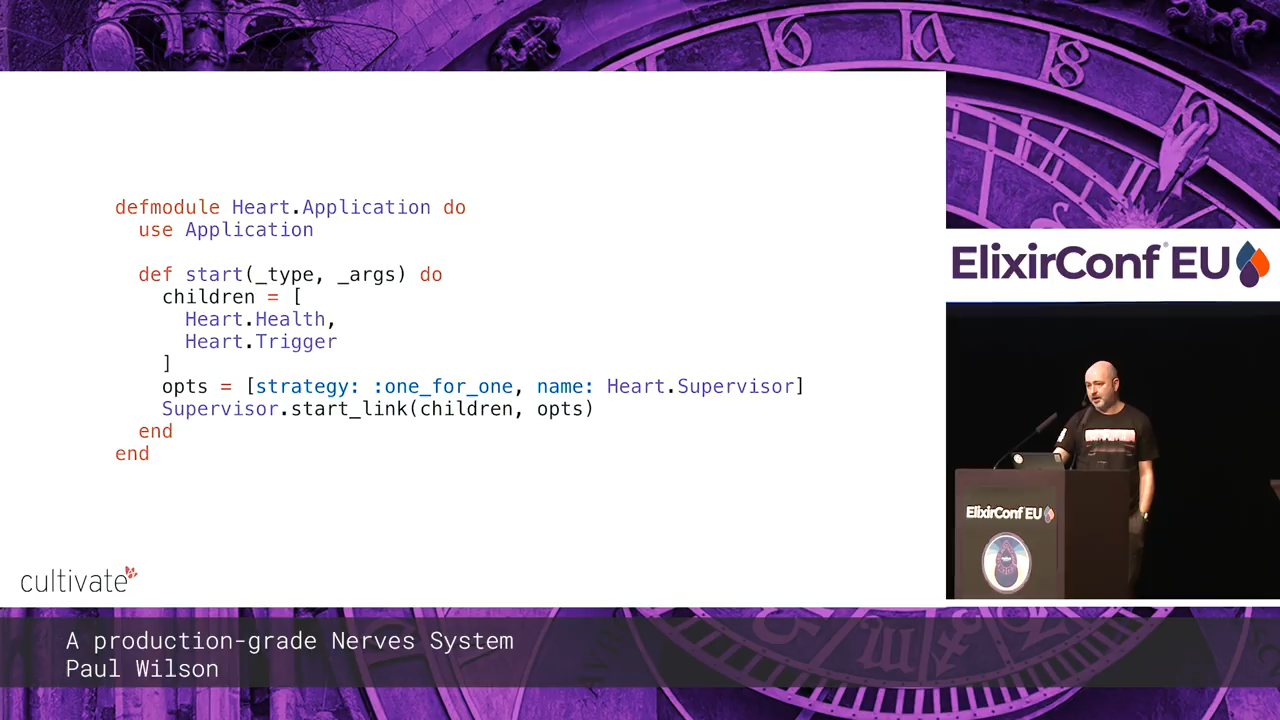 defmodule Heart.Application do
  use Application

  def start(_type, _args) do
    children = [
      Heart.Health,
      Heart.Trigger
    ]
    opts = [strategy: :one_for_one, name: Heart.Supervisor]
    Supervisor.start_link(children, opts)
  end
end
cultivate
ElixirConf® EU
ElixirConf EU
A production-grade Nerves System
Paul Wilson